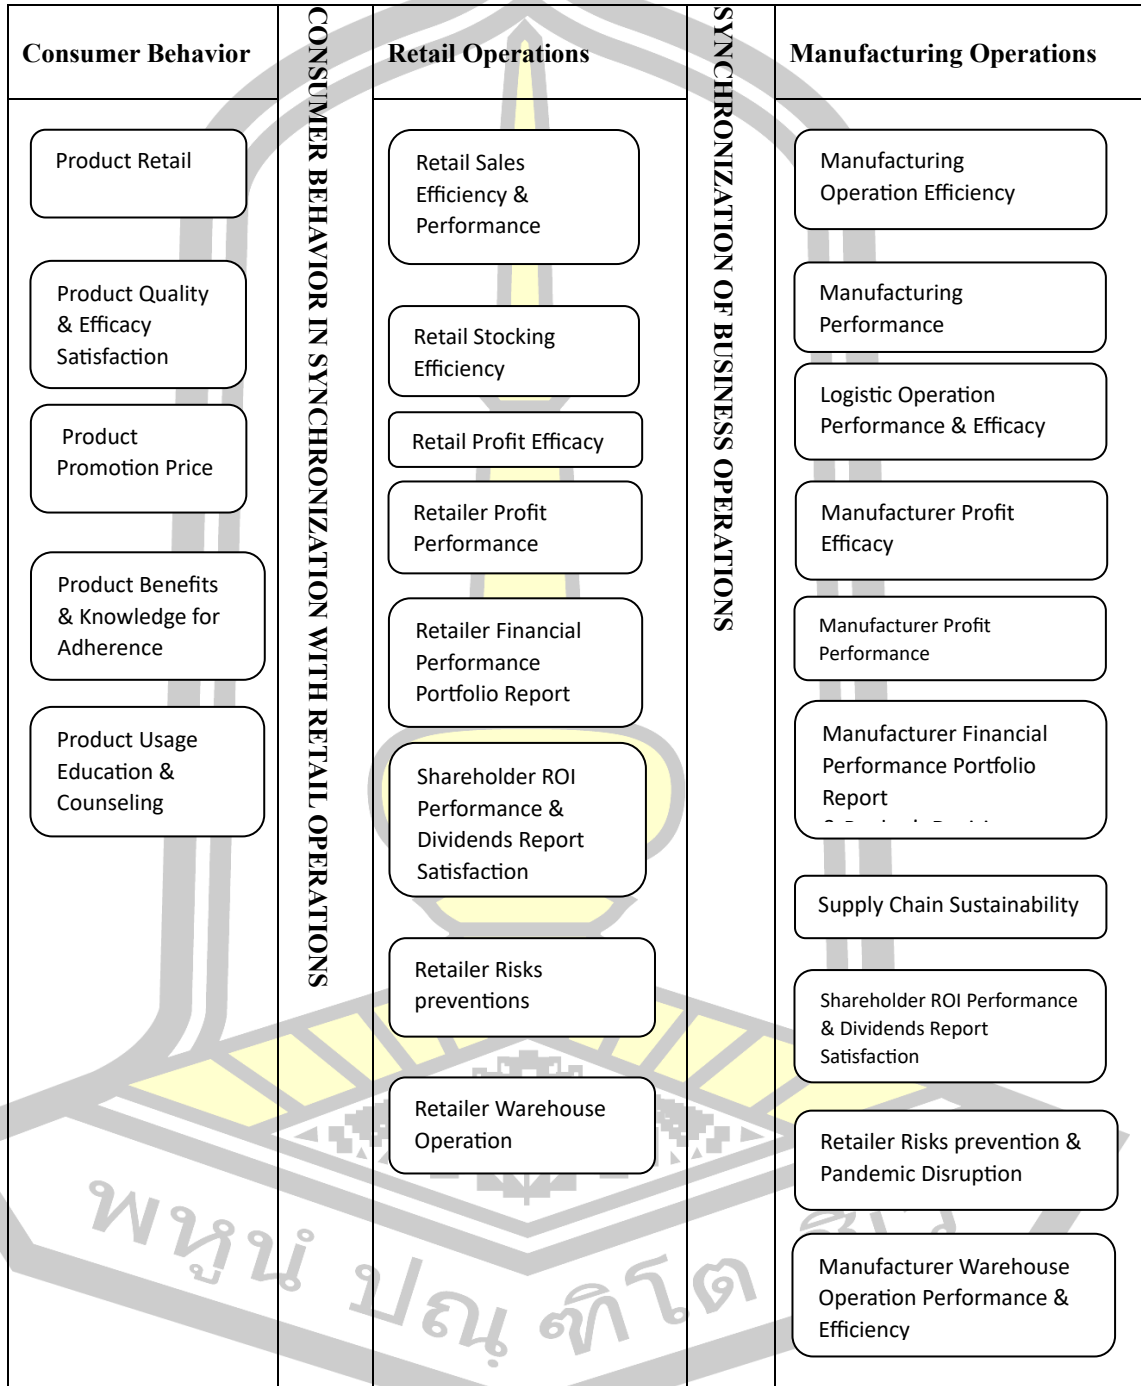 Consumer Behavior
Product Retail
Product Quality
& Efficacy
Satisfaction
Product
Promotion Price
Product Benefits
& Knowledge for
Adherence
Product Usage
Education &
Counseling
CONSUMER BEHAVIOR IN SYNCHRONIZATION WITH RETAIL OPERATIONS
Retail Operations
Retail Sales
Efficiency &
Performance
Retail Stocking
Efficiency
Retail Profit Efficacy
Retailer Profit
Performance
Retailer Financial
Performance
Portfolio Report
Shareholder ROI
Performance &
Dividends Report
Satisfaction
Retailer Risks
preventions
Retailer Warehouse
Operation
SYNCHRONIZATION OF BUSINESS OPERATIONS
Manufacturing Operations
Manufacturing
Operation Efficiency
Manufacturing
Performance
Logistic Operation
Performance & Efficacy
Manufacturer Profit
Efficacy
Manufacturer Profit
Performance
Manufacturer Financial
Performance Portfolio
Report
Supply Chain Sustainability
Shareholder ROI Performance
& Dividends Report
Satisfaction
Retailer Risks prevention &
Pandemic Disruption
Manufacturer Warehouse
Operation Performance &
Efficiency
พหูนํ ปณฺฑิโต